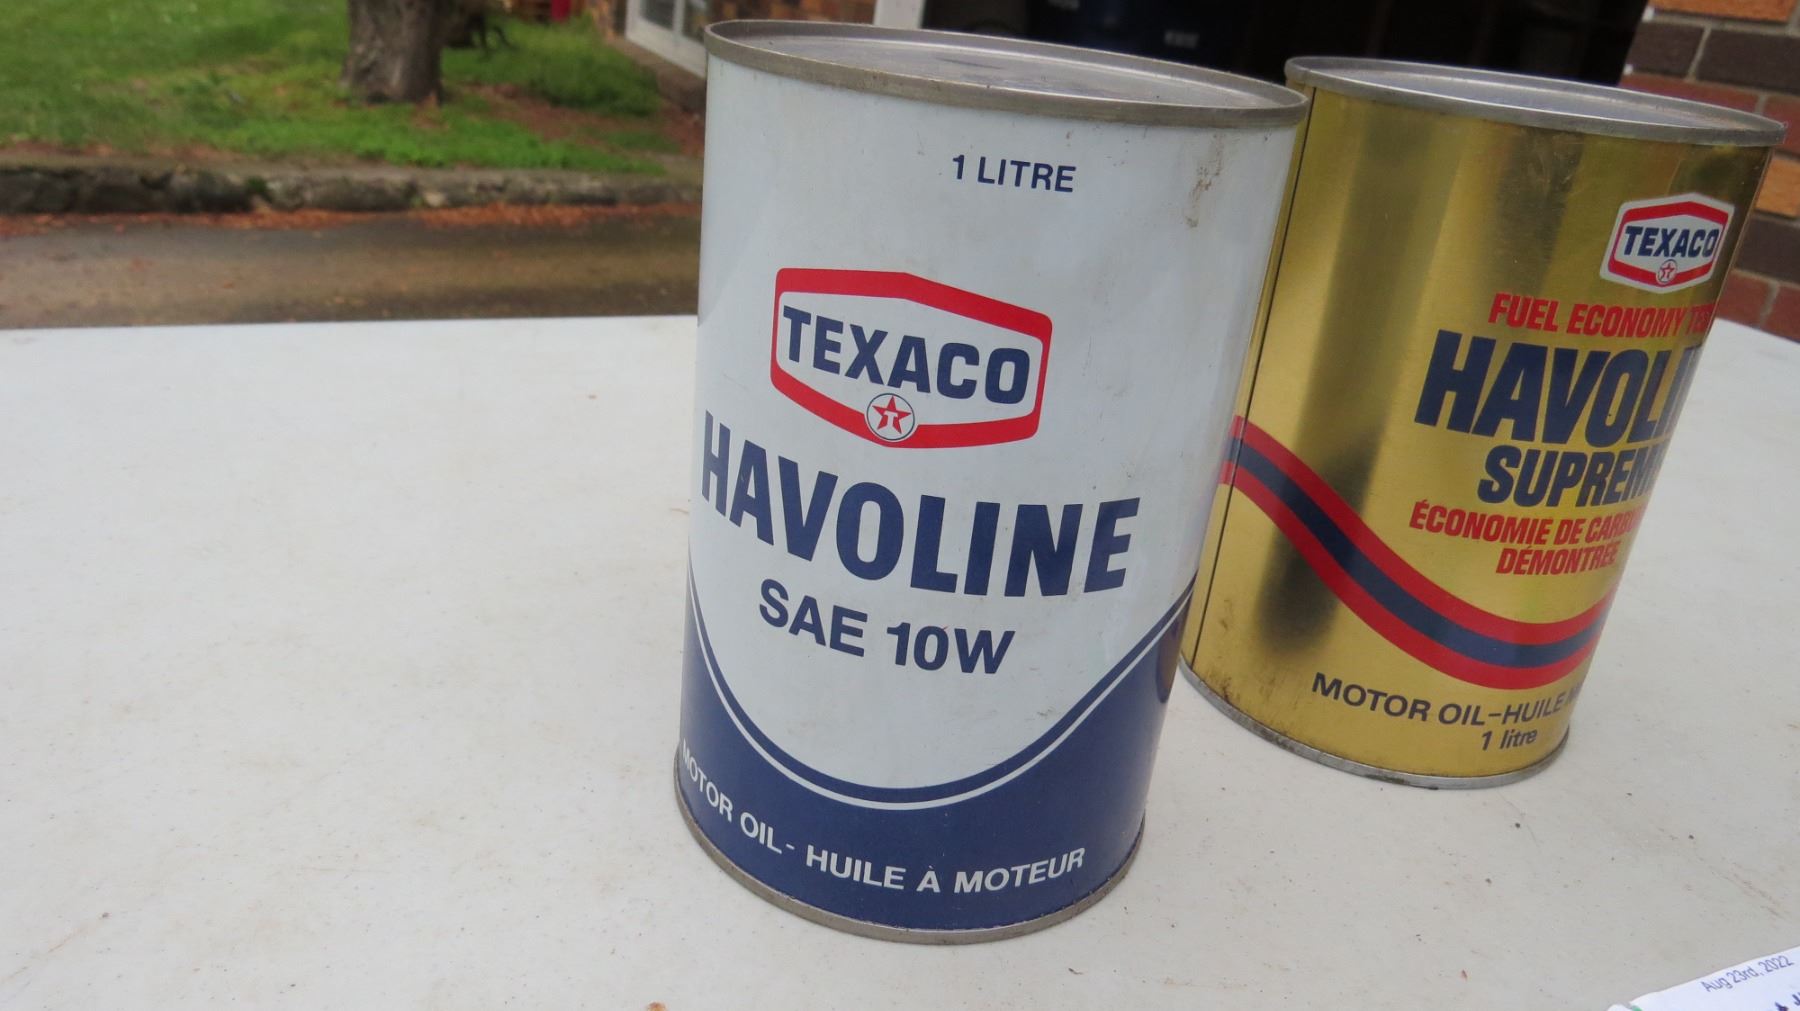 1 LITRE
TEXACO
T
HAVOLINE
SAE 10W
MOTOR OIL - HUILE À MOTEUR
TEXACO
FUEL ECONOMY
HAVOLI
SUPREM
ÉCONOMIE DE
DÉMONTRÉE
MOTOR OIL-HUILE
1 litre
Aug 23rd, 2022